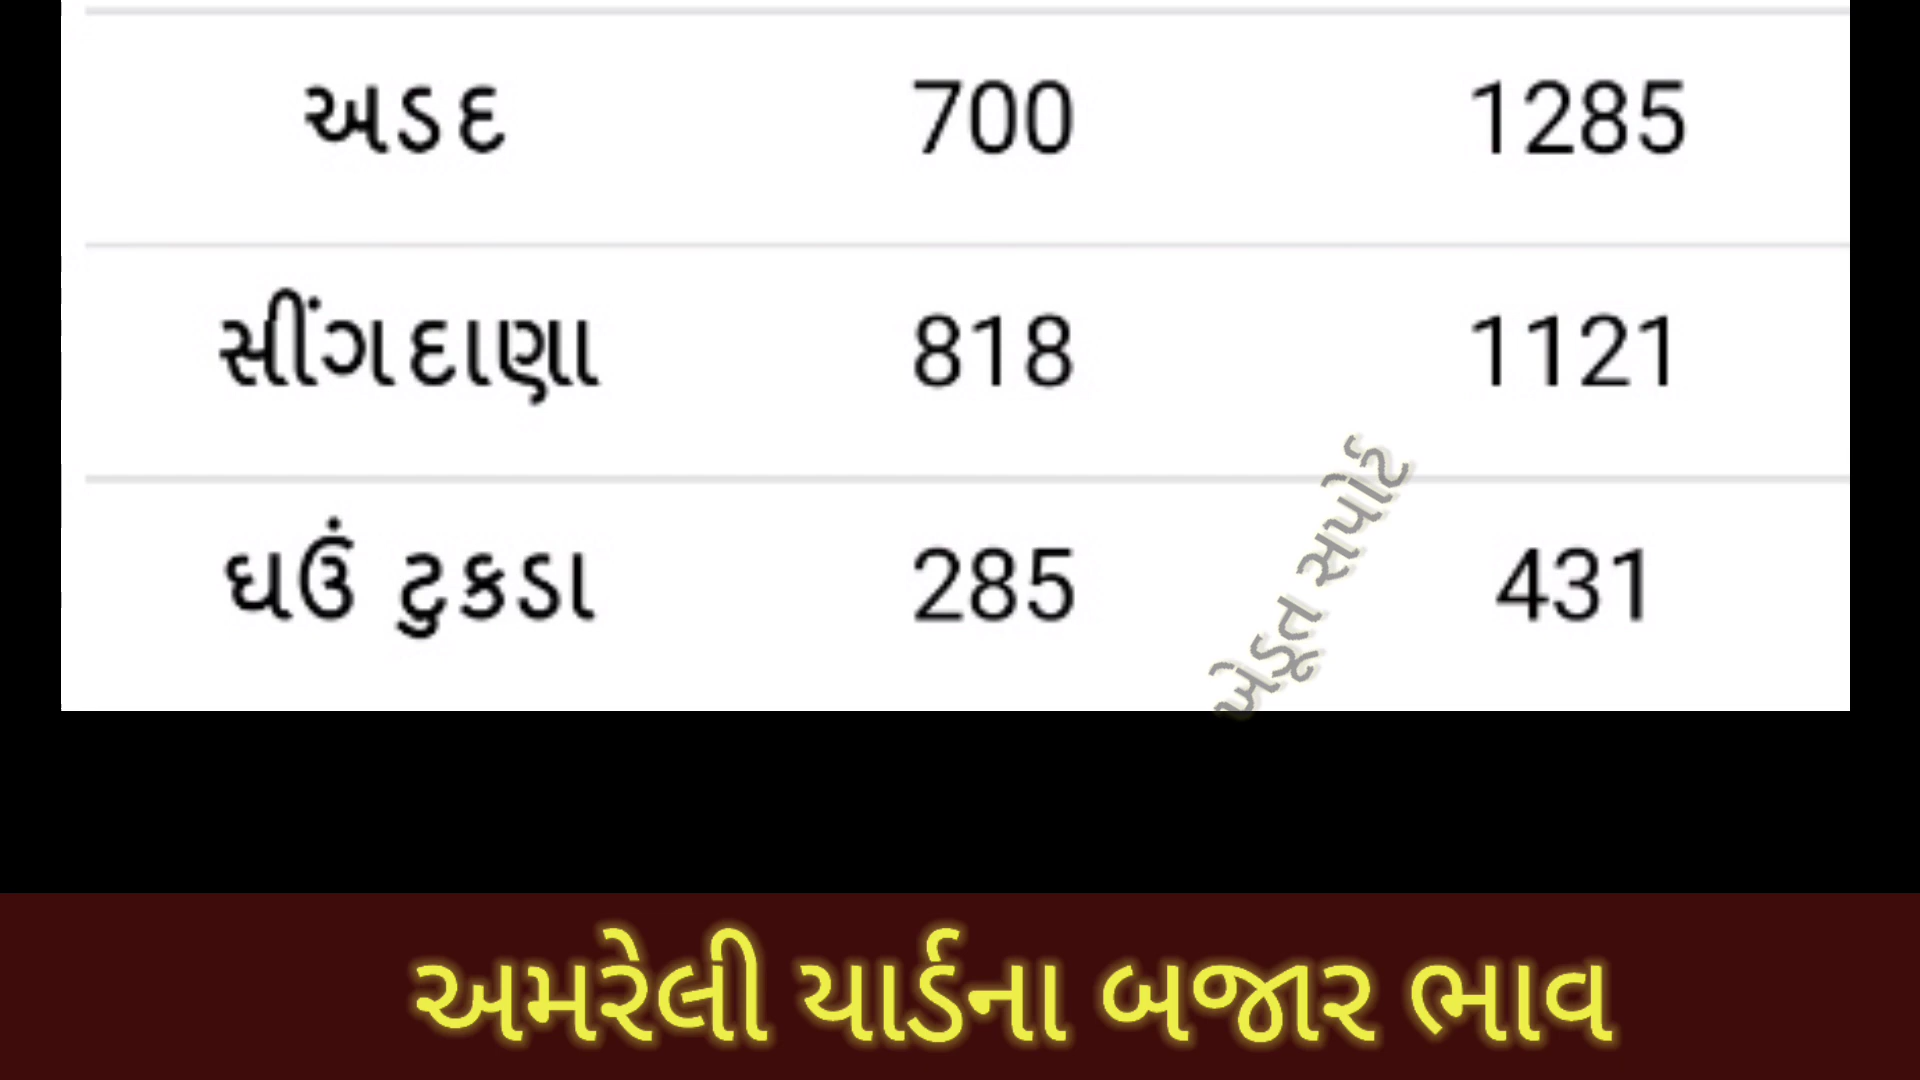 અડદ 700 1285
સીંગદાણા 818 1121
ઘઉં ટુકડા 285 431
ખેડૂત સપોર્ટ
અમરેલી યાર્ડના બજાર ભાવ